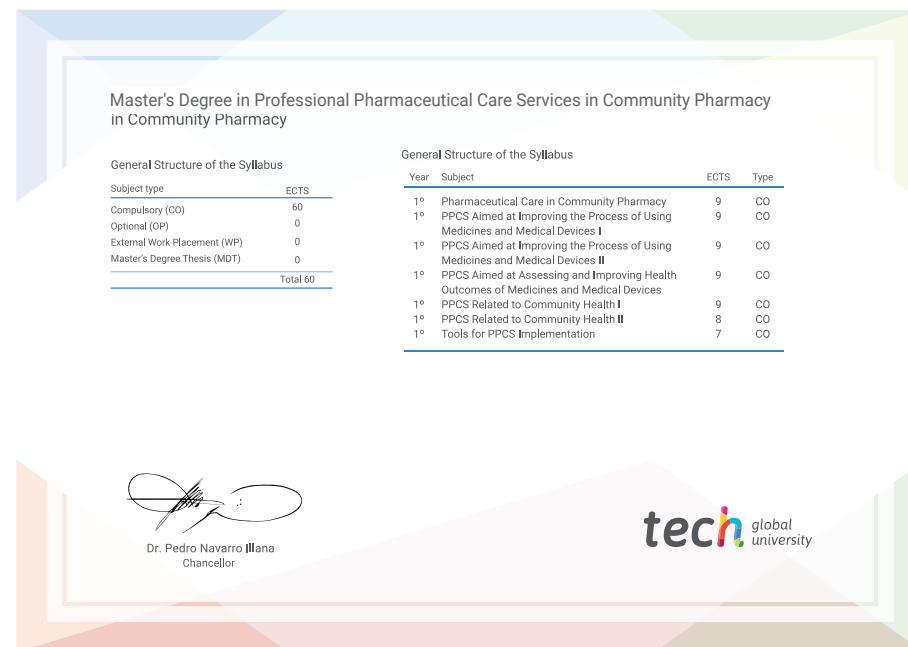 Master's Degree in Professional Pharmaceutical Care Services in Community Pharmacy
in Community Pharmacy
General Structure of the Syllabus
Subject type ECTS
Compulsory (CO) 60
Optional (OP) 0
External Work Placement (WP) 0
Master's Degree Thesis (MDT) 0
Total 60
General Structure of the Syllabus
Year Subject ECTS Type
1º Pharmaceutical Care in Community Pharmacy 9 CO
1º PPCS Aimed at Improving the Process of Using 9 CO
Medicines and Medical Devices I
1º PPCS Aimed at Improving the Process of Using 9 CO
Medicines and Medical Devices II
1º PPCS Aimed at Assessing and Improving Health 9 CO
Outcomes of Medicines and Medical Devices
1º PPCS Related to Community Health I 9 CO
1º PPCS Related to Community Health II 8 CO
1º Tools for PPCS Implementation 7 CO
Dr. Pedro Navarro Illana
Chancellor
tech global
university